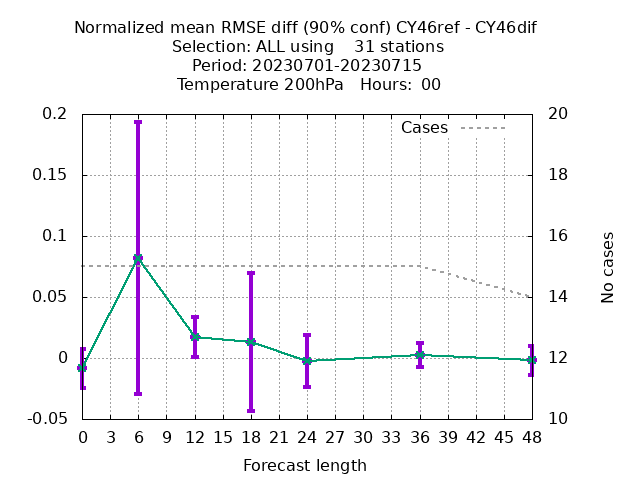 Normalized mean RMSE diff (90% conf) CY46ref - CY46dif
Selection: ALL using    31 stations
Period: 20230701-20230715
Temperature 200hPa   Hours:  00
Cases
0.2
0.15
0.1
0.05
0
-0.05
20
18
16
14
12
10
No cases
0 3 6 9 12 15 18 21 24 27 30 33 36 39 42 45 48
Forecast length